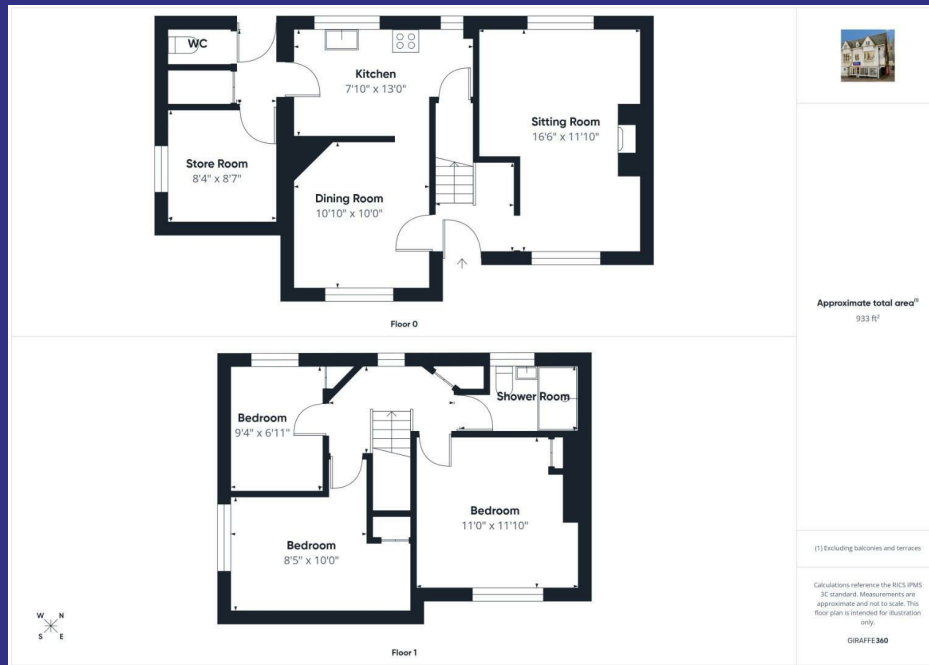 WC
Kitchen
7'10" x 13'0"
Sitting Room
16'6" x 11'10"
Store Room
8'4" x 8'7"
Dining Room
10'10" x 10'0"
Floor 0
Approximate total area(1)
933 ft²
Bedroom
9'4" x 6'11"
Shower Room
Bedroom
11'0" x 11'10"
Bedroom
8'5" x 10'0"
W N
S E
Floor 1
(1) Excluding balconies and terraces
Calculations reference the RICS IPMS
3C standard. Measurements are
approximate and not to scale. This
floor plan is intended for illustration
only.
GIRAFFE360